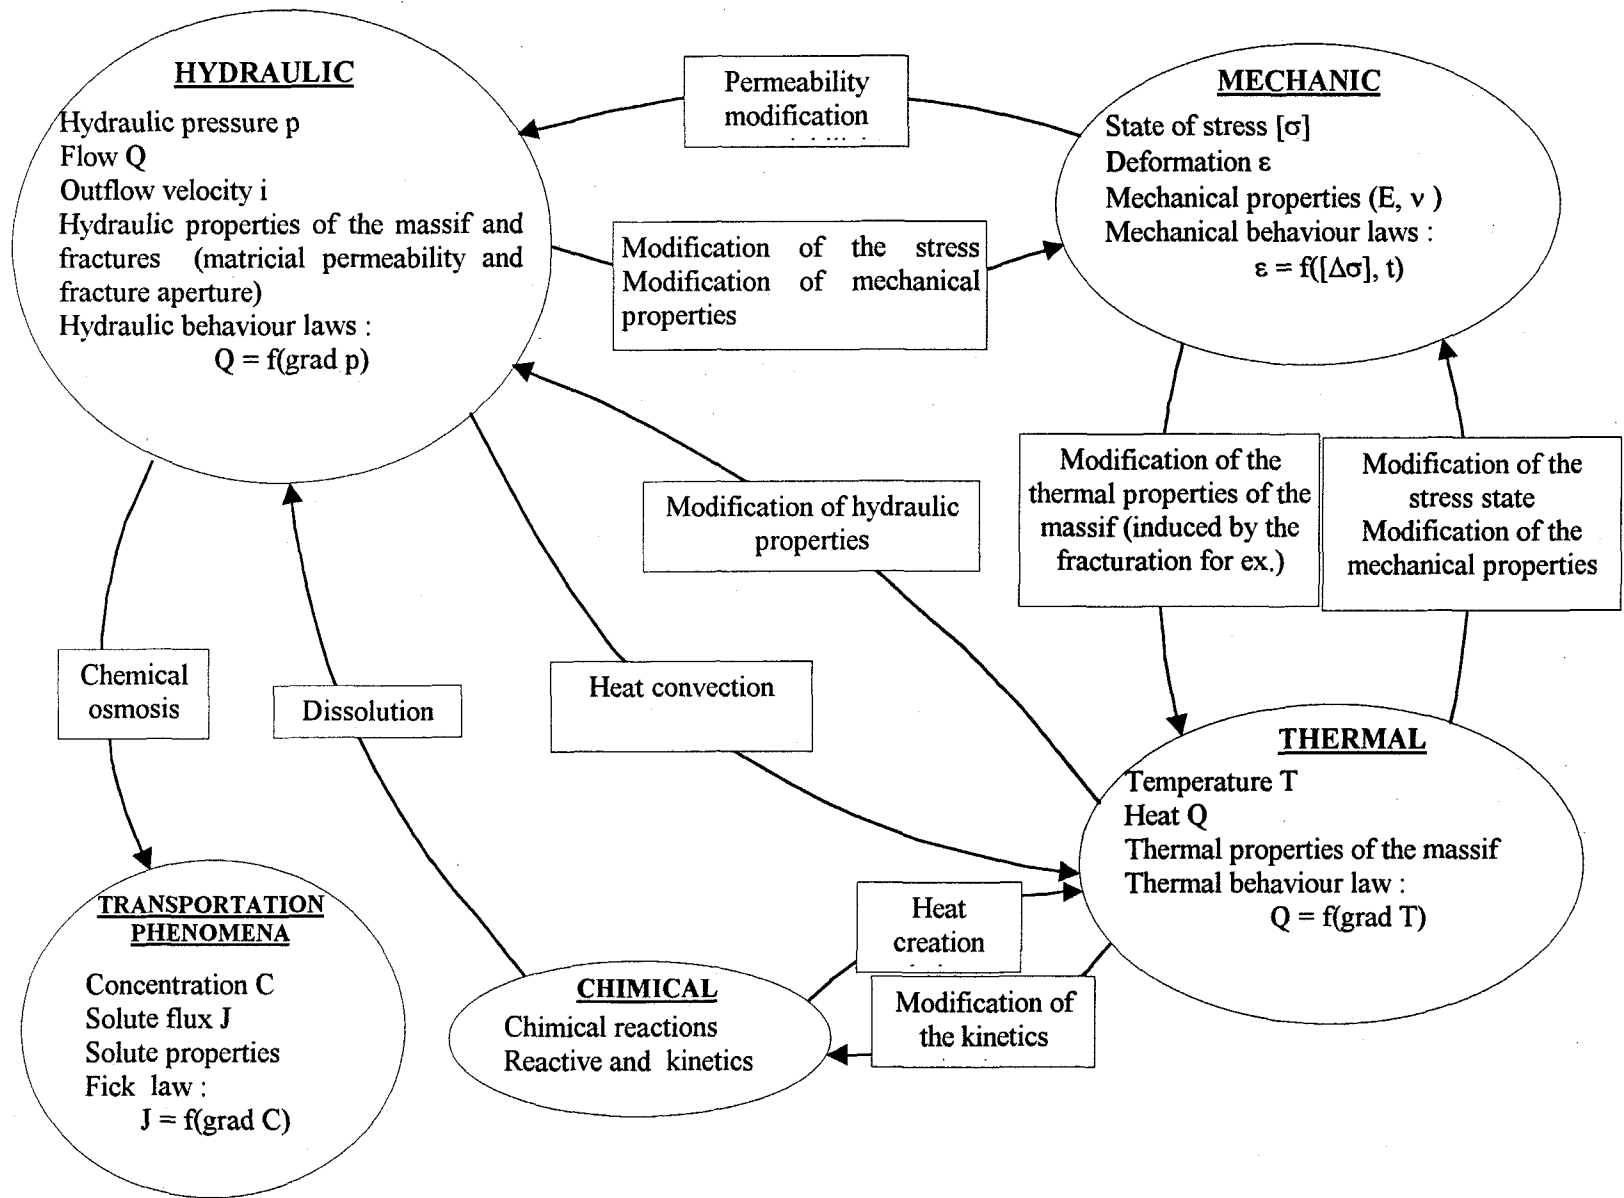 HYDRAULIC
Hydraulic pressure p
Flow Q
Outflow velocity i
Hydraulic properties of the massif and
fractures (matricial permeability and
fracture aperture)
Hydraulic behaviour laws :
Q = f(grad p)
Permeability
modification
MECHANIC
State of stress [σ]
Deformation ε
Mechanical properties (E, ν )
Mechanical behaviour laws :
ε = f([Δσ], t)
Modification of the stress
Modification of mechanical
properties
Modification of hydraulic
properties
Modification of the
thermal properties of the
massif (induced by the
fracturation for ex.)
Modification of the
stress state
Modification of the
mechanical properties
Chemical
osmosis
Dissolution
Heat convection
THERMAL
Temperature T
Heat Q
Thermal properties of the massif
Thermal behaviour law :
Q = f(grad T)
TRANSPORTATION
PHENOMENA
Concentration C
Solute flux J
Solute properties
Fick law :
J = f(grad C)
Heat
creation
CHIMICAL
Chimical reactions
Reactive and kinetics
Modification of
the kinetics